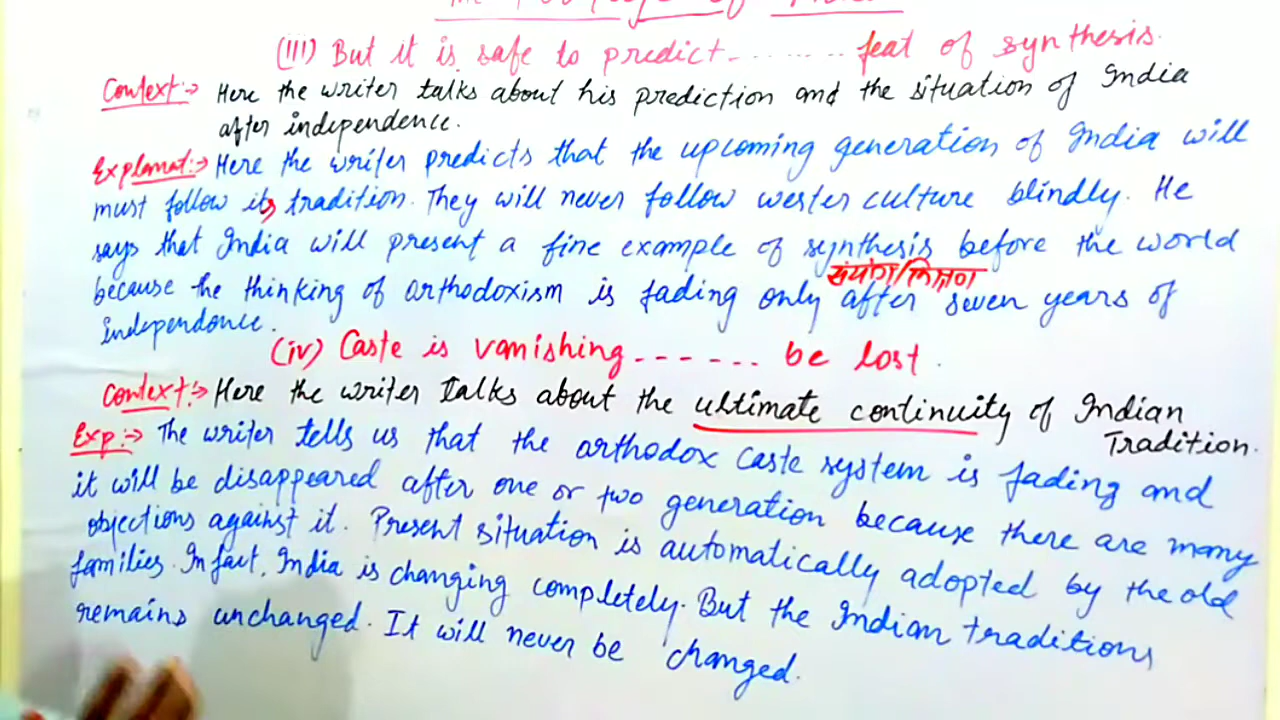 of
(III) But it is safe to predict-........ feat of synthesis.
Context:-> Here the writer talks about his prediction and the situation of India
after independence.
Explanat:-> Here the writer predicts that the upcoming generation of India will
must follow its tradition. They will never follow wester culture blindly. He
says that India will present a fine example of synthesis before the world
संयोग/मिश्रण
because the thinking of orthodoxism is fading only after seven years of
independence.
(iv) Caste is vanishing------... be lost.
Context:-> Here the writer talks about the ultimate continuity of Indian
Tradition.
Exp:-> The writer tells us that the orthodox caste system is fading and
it will be disappeared after one or two generation because there are many
objections against it. Present situation is automatically adopted by the old
families. In fact, India is changing completely. But the Indian traditions
remains unchanged. It will never be changed.